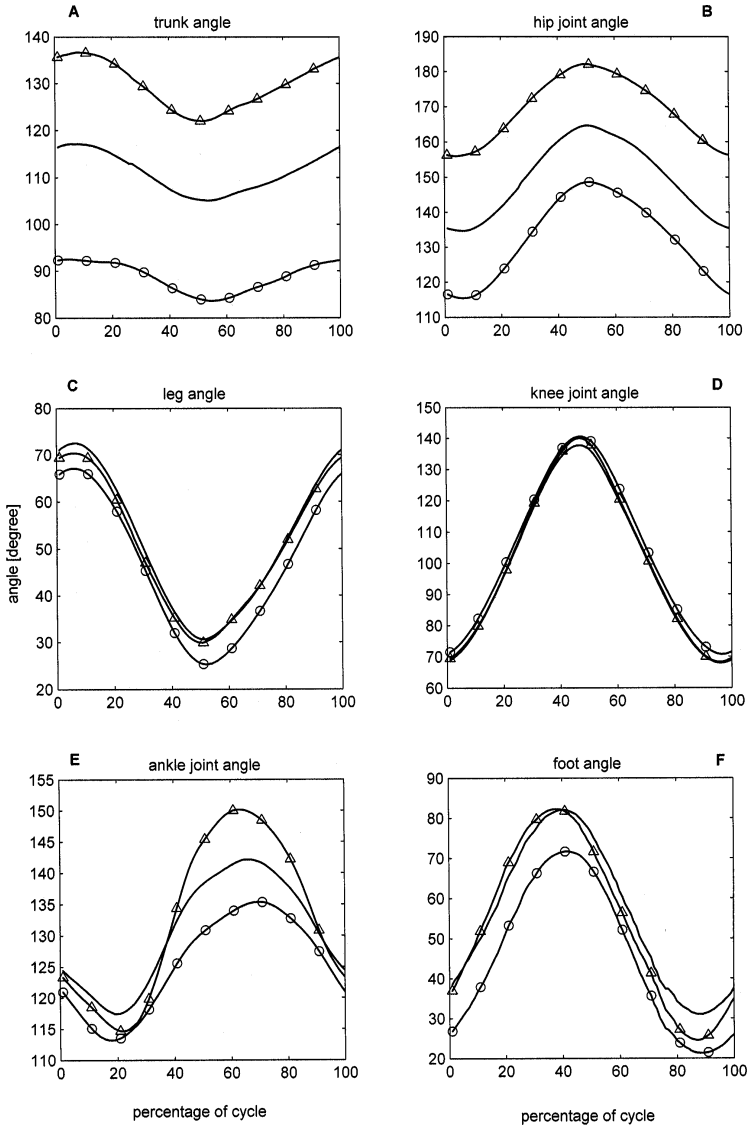 A
trunk angle
140
130
120
110
100
90
80
0 20 40 60 80 100
B
hip joint angle
190
180
170
160
150
140
130
120
110
0 20 40 60 80 100
C
leg angle
80
70
60
50
40
30
20
0 20 40 60 80 100
angle [degree]
D
knee joint angle
150
140
130
120
110
100
90
80
70
60
0 20 40 60 80 100
E
ankle joint angle
155
150
145
140
135
130
125
120
115
110
0 20 40 60 80 100
percentage of cycle
F
foot angle
90
80
70
60
50
40
30
20
0 20 40 60 80 100
percentage of cycle